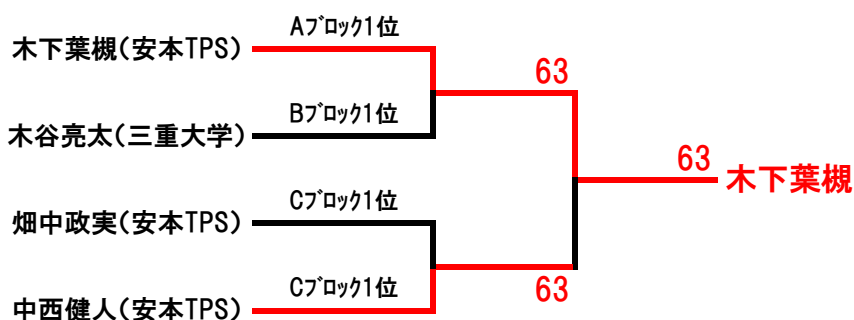 木下葉槻(安本TPS)
Aﾌﾞﾛｯｸ1位
63
木谷亮太(三重大学)
Bﾌﾞﾛｯｸ1位
63
木下葉槻
畑中政実(安本TPS)
Cﾌﾞﾛｯｸ1位
63
中西健人(安本TPS)
Cﾌﾞﾛｯｸ1位